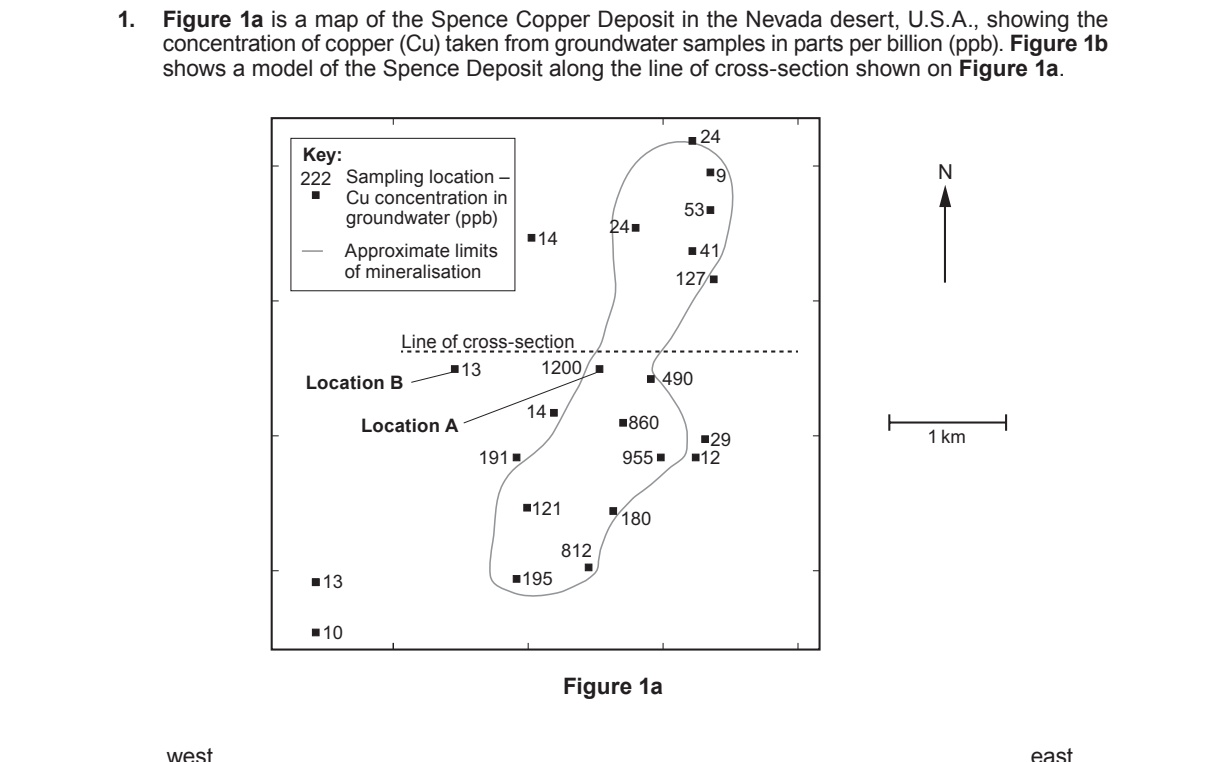 1. Figure 1a is a map of the Spence Copper Deposit in the Nevada desert, U.S.A., showing the
concentration of copper (Cu) taken from groundwater samples in parts per billion (ppb). Figure 1b
shows a model of the Spence Deposit along the line of cross-section shown on Figure 1a.
24
Key:
222 Sampling location –
Cu concentration in
groundwater (ppb)
Approximate limits
of mineralisation
9
53
24
14
41
127
N
Line of cross-section
13
1200
490
Location B
14
860
Location A
29
191
955
12
1 km
121
180
812
195
13
10
Figure 1a
west east